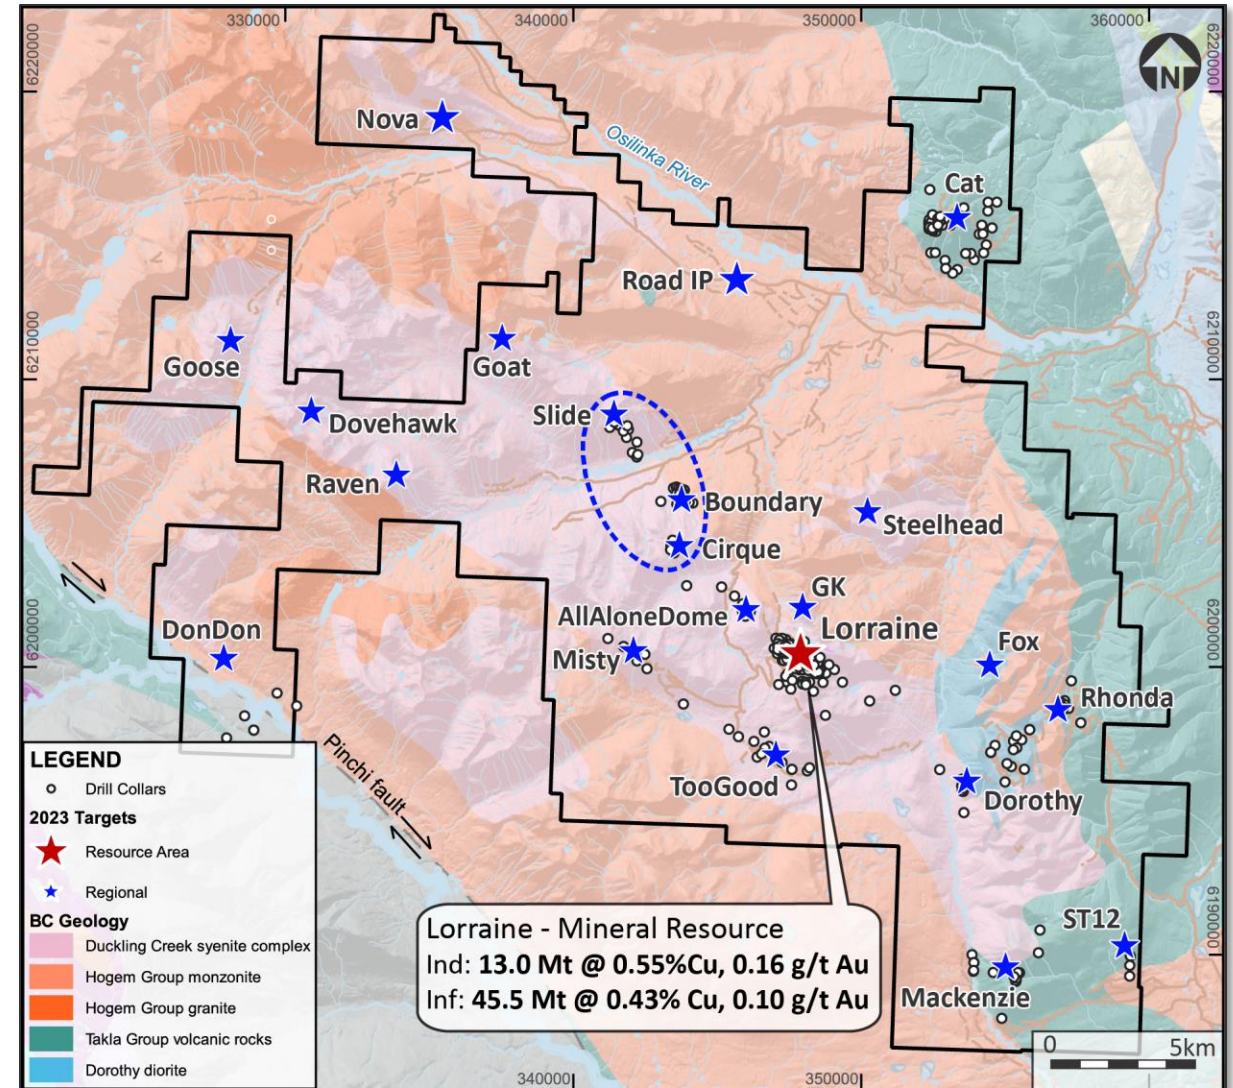 330000
340000
350000
360000
6220000
6220000
N
Nova
Osilinka River
Cat
Road IP
6210000
6210000
Goose
Goat
Dovehawk
Slide
Raven
Boundary
Steelhead
Cirque
GK
AllAloneDome
Lorraine
6200000
6200000
DonDon
Misty
Fox
Rhonda
Pinchi fault
TooGood
Dorothy
LEGEND
Drill Collars
2023 Targets
Resource Area
Regional
BC Geology
Duckling Creek syenite complex
Hogem Group monzonite
Hogem Group granite
Takla Group volcanic rocks
Dorothy diorite
Lorraine - Mineral Resource
Ind: 13.0 Mt @ 0.55%Cu, 0.16 g/t Au
Inf: 45.5 Mt @ 0.43% Cu, 0.10 g/t Au
ST12
6190000
Mackenzie
0 5km
340000
350000